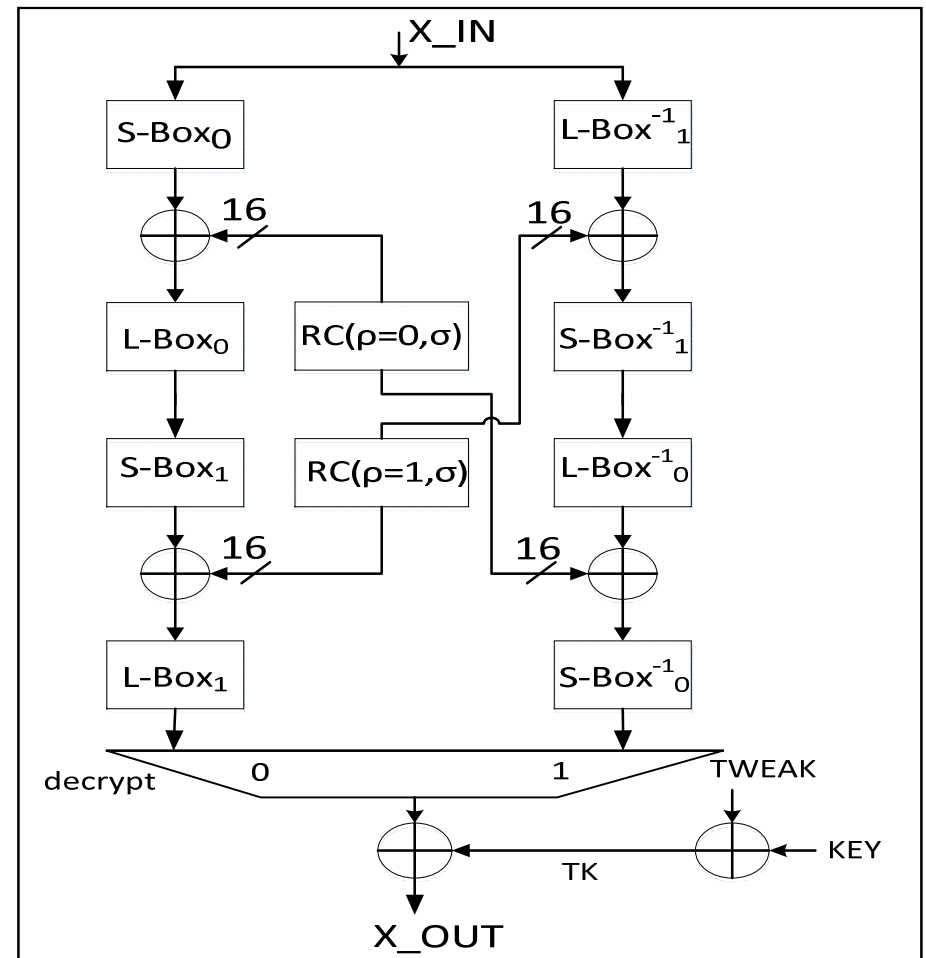 X_IN
S-Box₀
L-Box⁻¹₁
16
16
L-Box₀
RC(ρ=0,σ)
S-Box⁻¹₁
S-Box₁
RC(ρ=1,σ)
L-Box⁻¹₀
16
16
L-Box₁
S-Box⁻¹₀
decrypt
0
1
TWEAK
KEY
TK
X_OUT